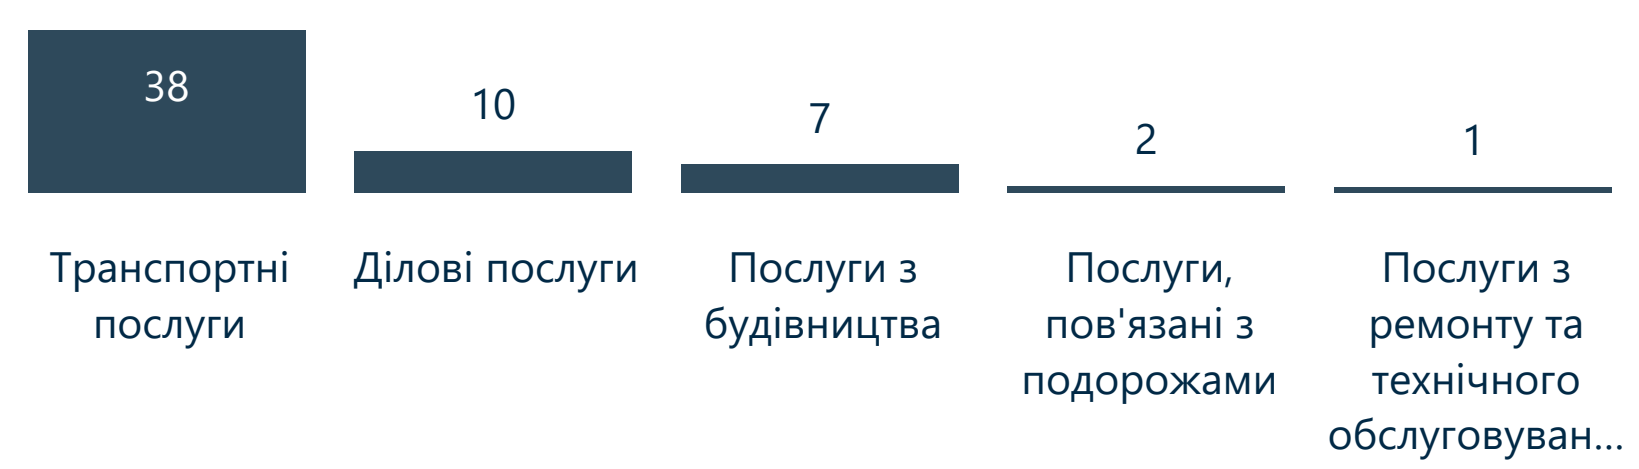 38
10
7
2
1
Транспортні
послуги
Ділові послуги
Послуги з
будівництва
Послуги,
пов'язані з
подорожами
Послуги з
ремонту та
технічного
обслуговуван...